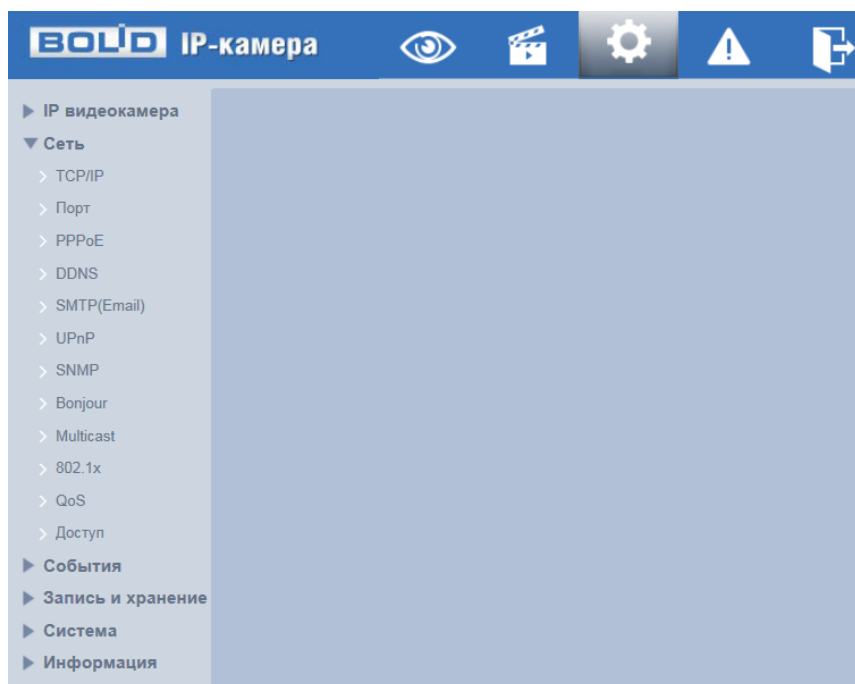 BOLID IP-камера
IP видеокамера
Сеть
TCP/IP
Порт
PPPoE
DDNS
SMTP(Email)
UPnP
SNMP
Bonjour
Multicast
802.1x
QoS
Доступ
События
Запись и хранение
Система
Информация